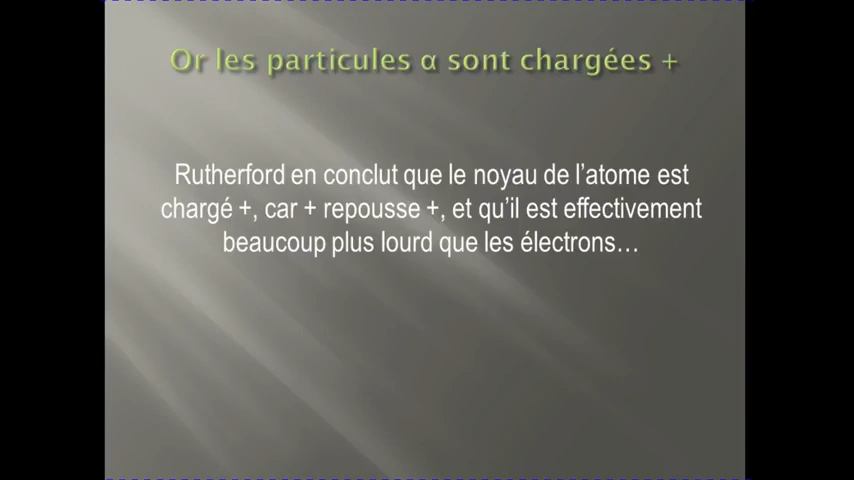 Or les particules α sont chargées +
Rutherford en conclut que le noyau de l’atome est
chargé +, car + repousse +, et qu’il est effectivement
beaucoup plus lourd que les électrons…